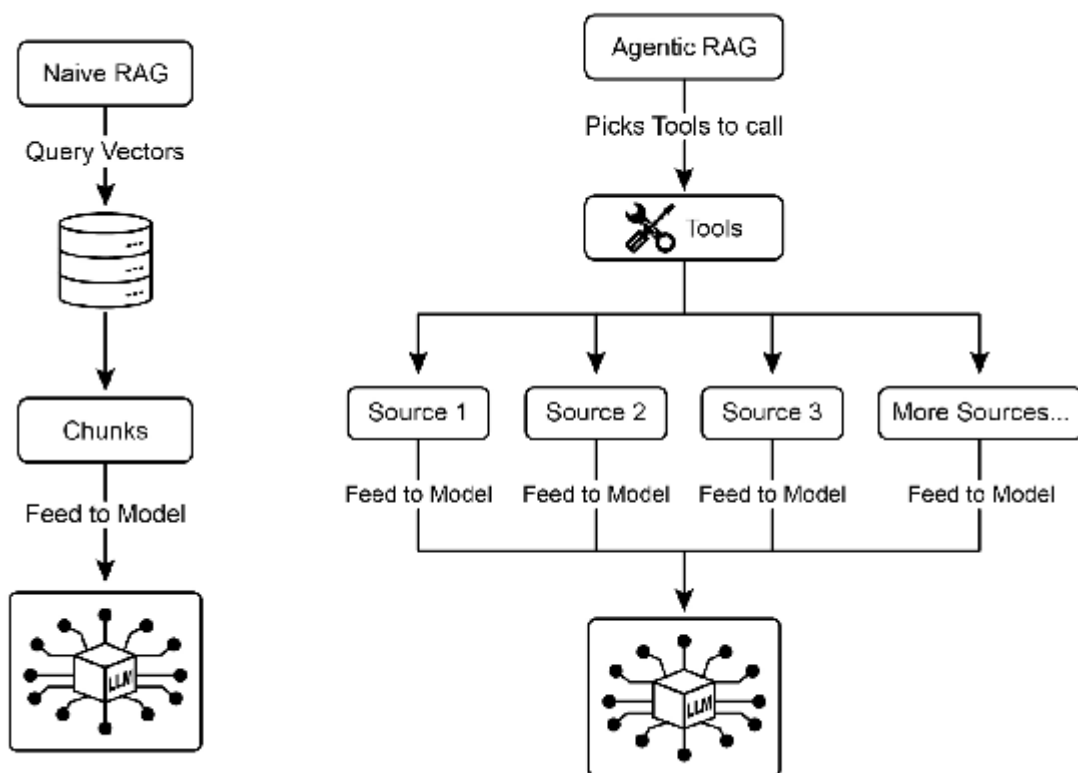 Naive RAG
Query Vectors
Chunks
Feed to Model
LLM
Agentic RAG
Picks Tools to call
Tools
Source 1
Source 2
Source 3
More Sources...
Feed to Model
Feed to Model
Feed to Model
Feed to Model
LLM